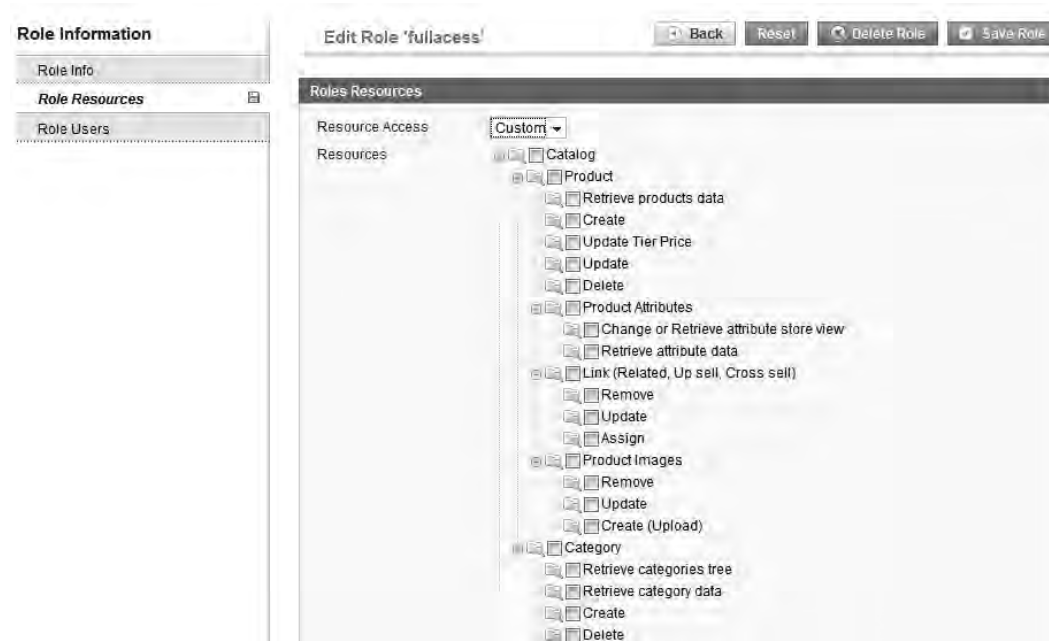 Role Information
Role Info
Role Resources
Role Users
Edit Role 'fullacess'
Back
Reset
Delete Role
Save Role
Roles Resources
Resource Access
Custom
Resources
Catalog
Product
Retrieve products data
Create
Update Tier Price
Update
Delete
Product Attributes
Change or Retrieve attribute store view
Retrieve attribute data
Link (Related, Up sell, Cross sell)
Remove
Update
Assign
Product Images
Remove
Update
Create (Upload)
Category
Retrieve categories tree
Retrieve category data
Create
Delete